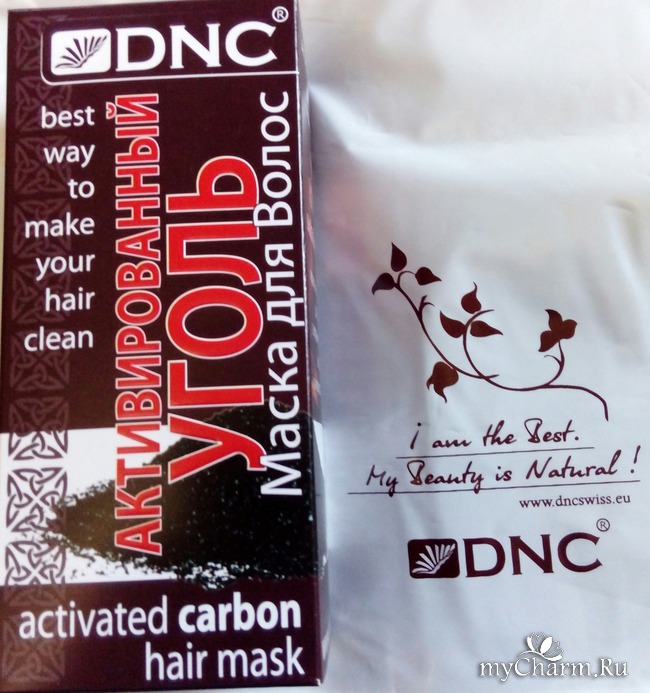 DNC®
best
way
to
make
your
hair
clean
АКТИВИРОВАННЫЙ
УГОЛЬ
Маска для Волос
activated carbon
hair mask
i am the Best.
My Beauty is Natural!
www.dncswiss.eu
DNC®
myCharm.Ru